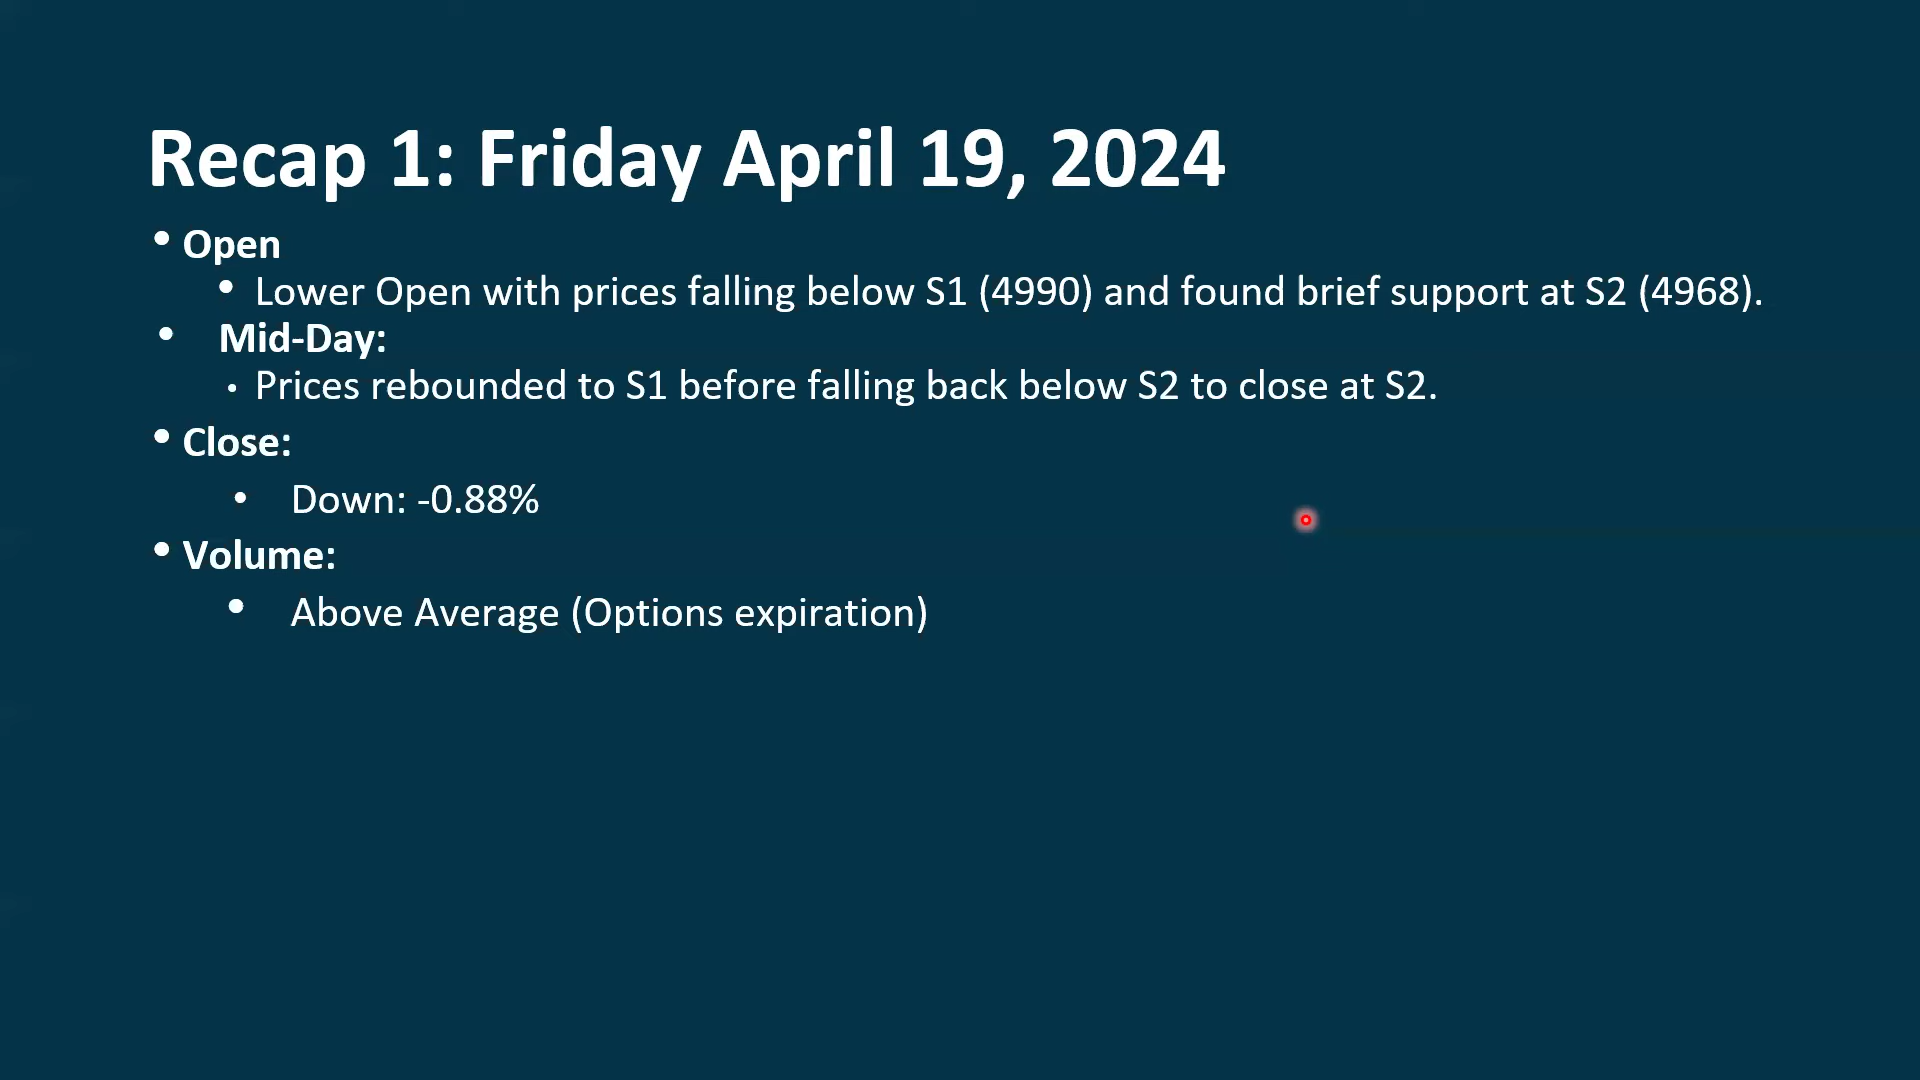 Recap 1: Friday April 19, 2024
• Open
• Lower Open with prices falling below S1 (4990) and found brief support at S2 (4968).
• Mid-Day:
• Prices rebounded to S1 before falling back below S2 to close at S2.
• Close:
• Down: -0.88%
• Volume:
• Above Average (Options expiration)